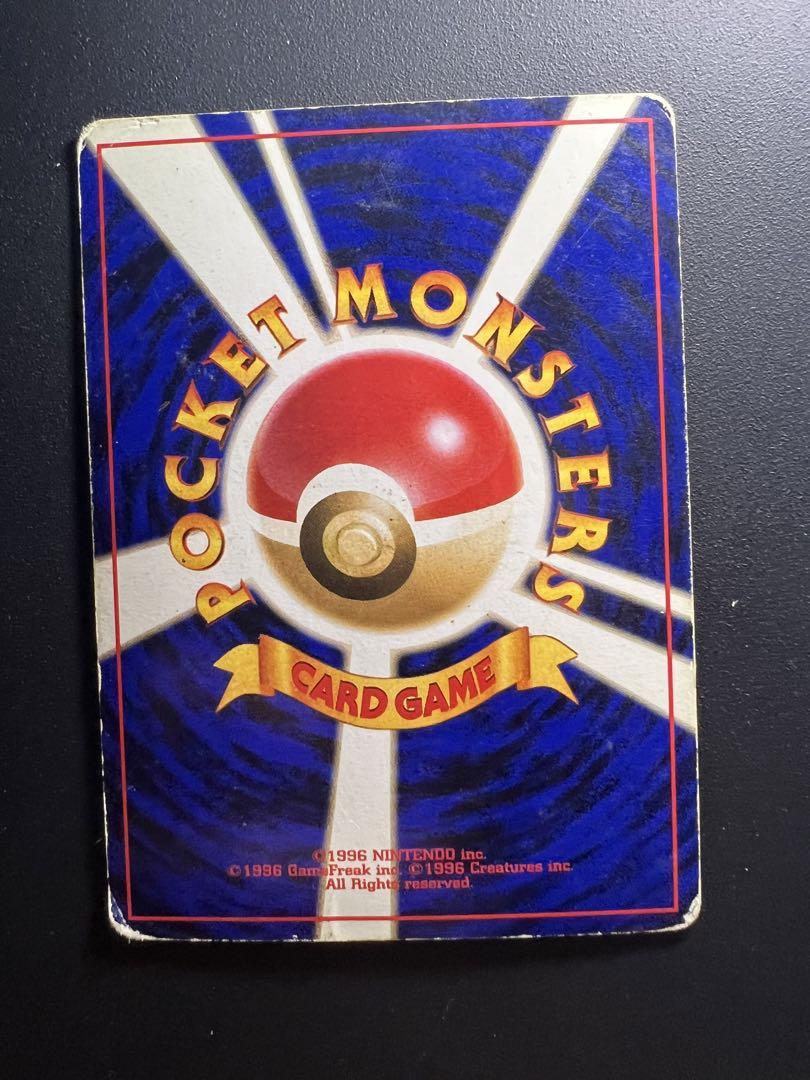 POCKET MONSTERS
CARD GAME
©1996 NINTENDO inc.
©1996 GameFreak inc. ©1996 Creatures inc.
All Rights reserved.